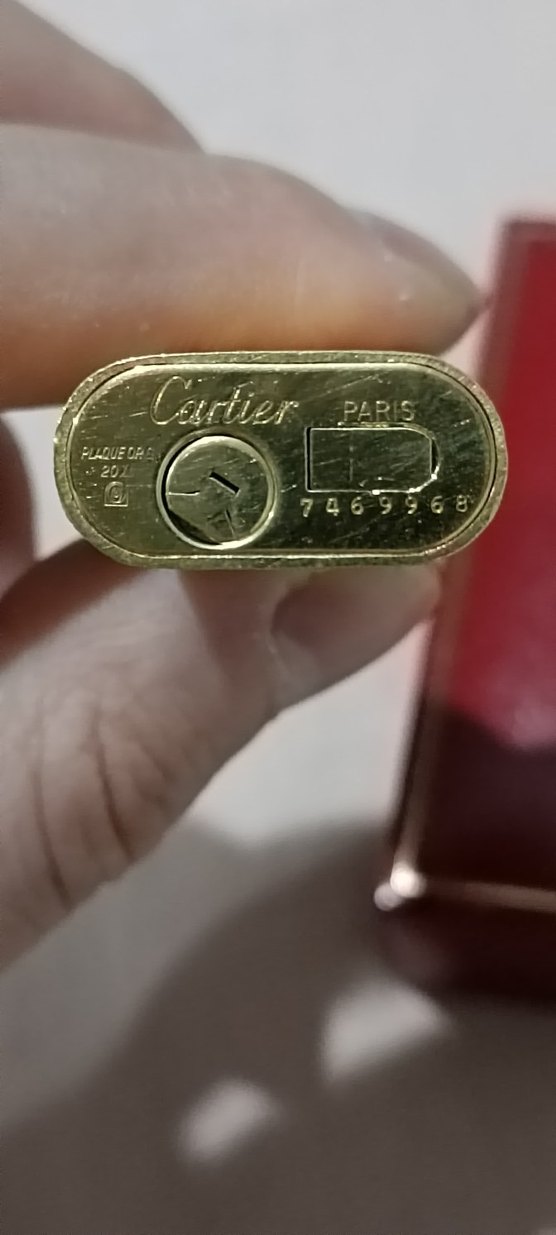 Cartier PARIS
PLAQUE OR G
20
7469968